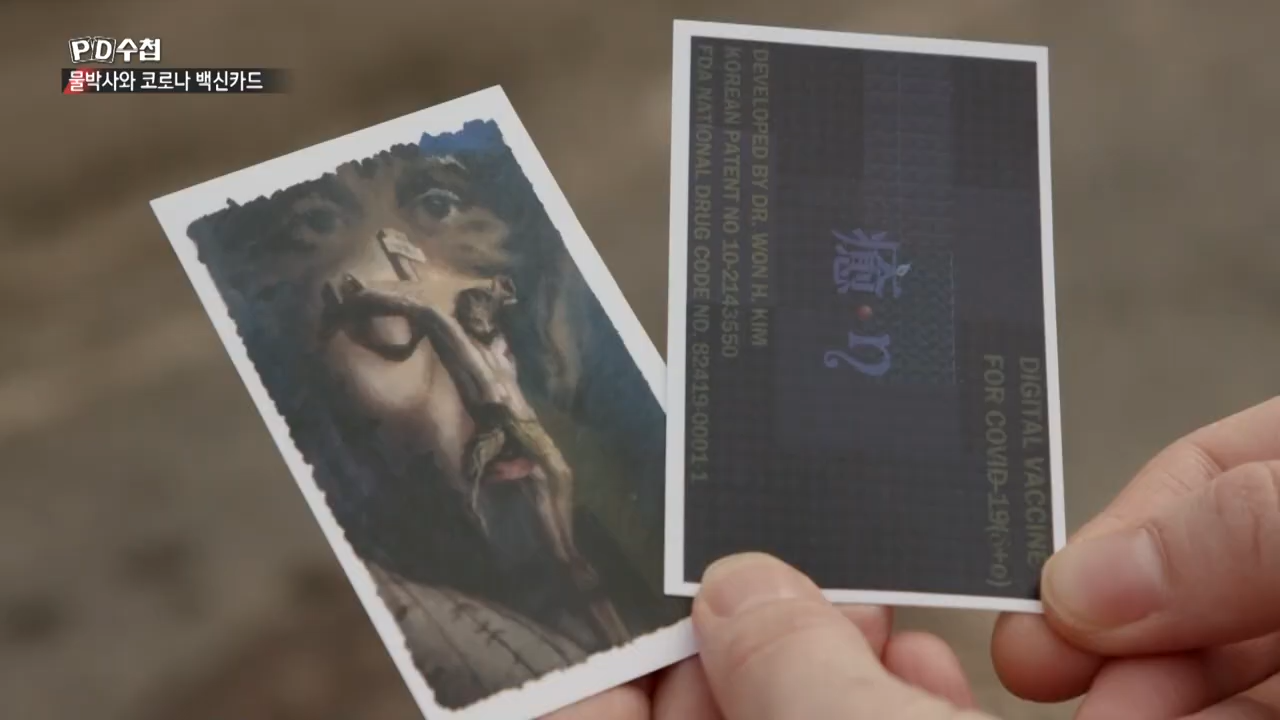 PD수첩
물박사와 코로나 백신카드
DIGITAL VACCINE
FOR COVID-19(δ+ο)
癒·η
DEVELOPED BY DR. WON H. KIM
KOREAN PATENT NO 10-2143550
FDA NATIONAL DRUG CODE NO. 82419-0001-1